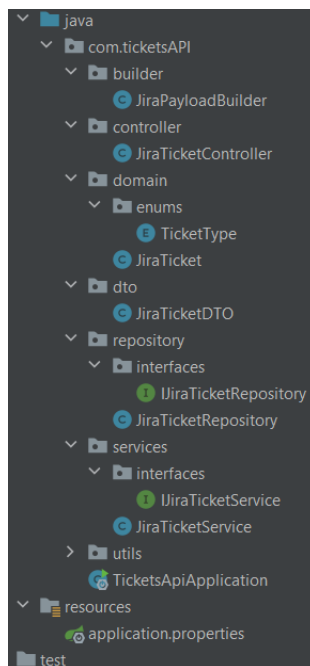 java
com.ticketsAPI
builder
JiraPayloadBuilder
controller
JiraTicketController
domain
enums
TicketType
JiraTicket
dto
JiraTicketDTO
repository
interfaces
IJiraTicketRepository
JiraTicketRepository
services
interfaces
IJiraTicketService
JiraTicketService
utils
TicketsApiApplication
resources
application.properties
test